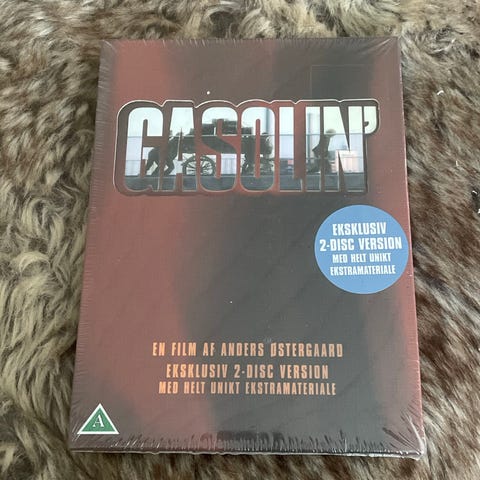 GASOLIN'
EKSKLUSIV
2-DISC VERSION
MED HELT UNIKT
EKSTRAMATERIALE
EN FILM AF ANDERS ØSTERGAARD
EKSKLUSIV 2-DISC VERSION
MED HELT UNIKT EKSTRAMATERIALE
A